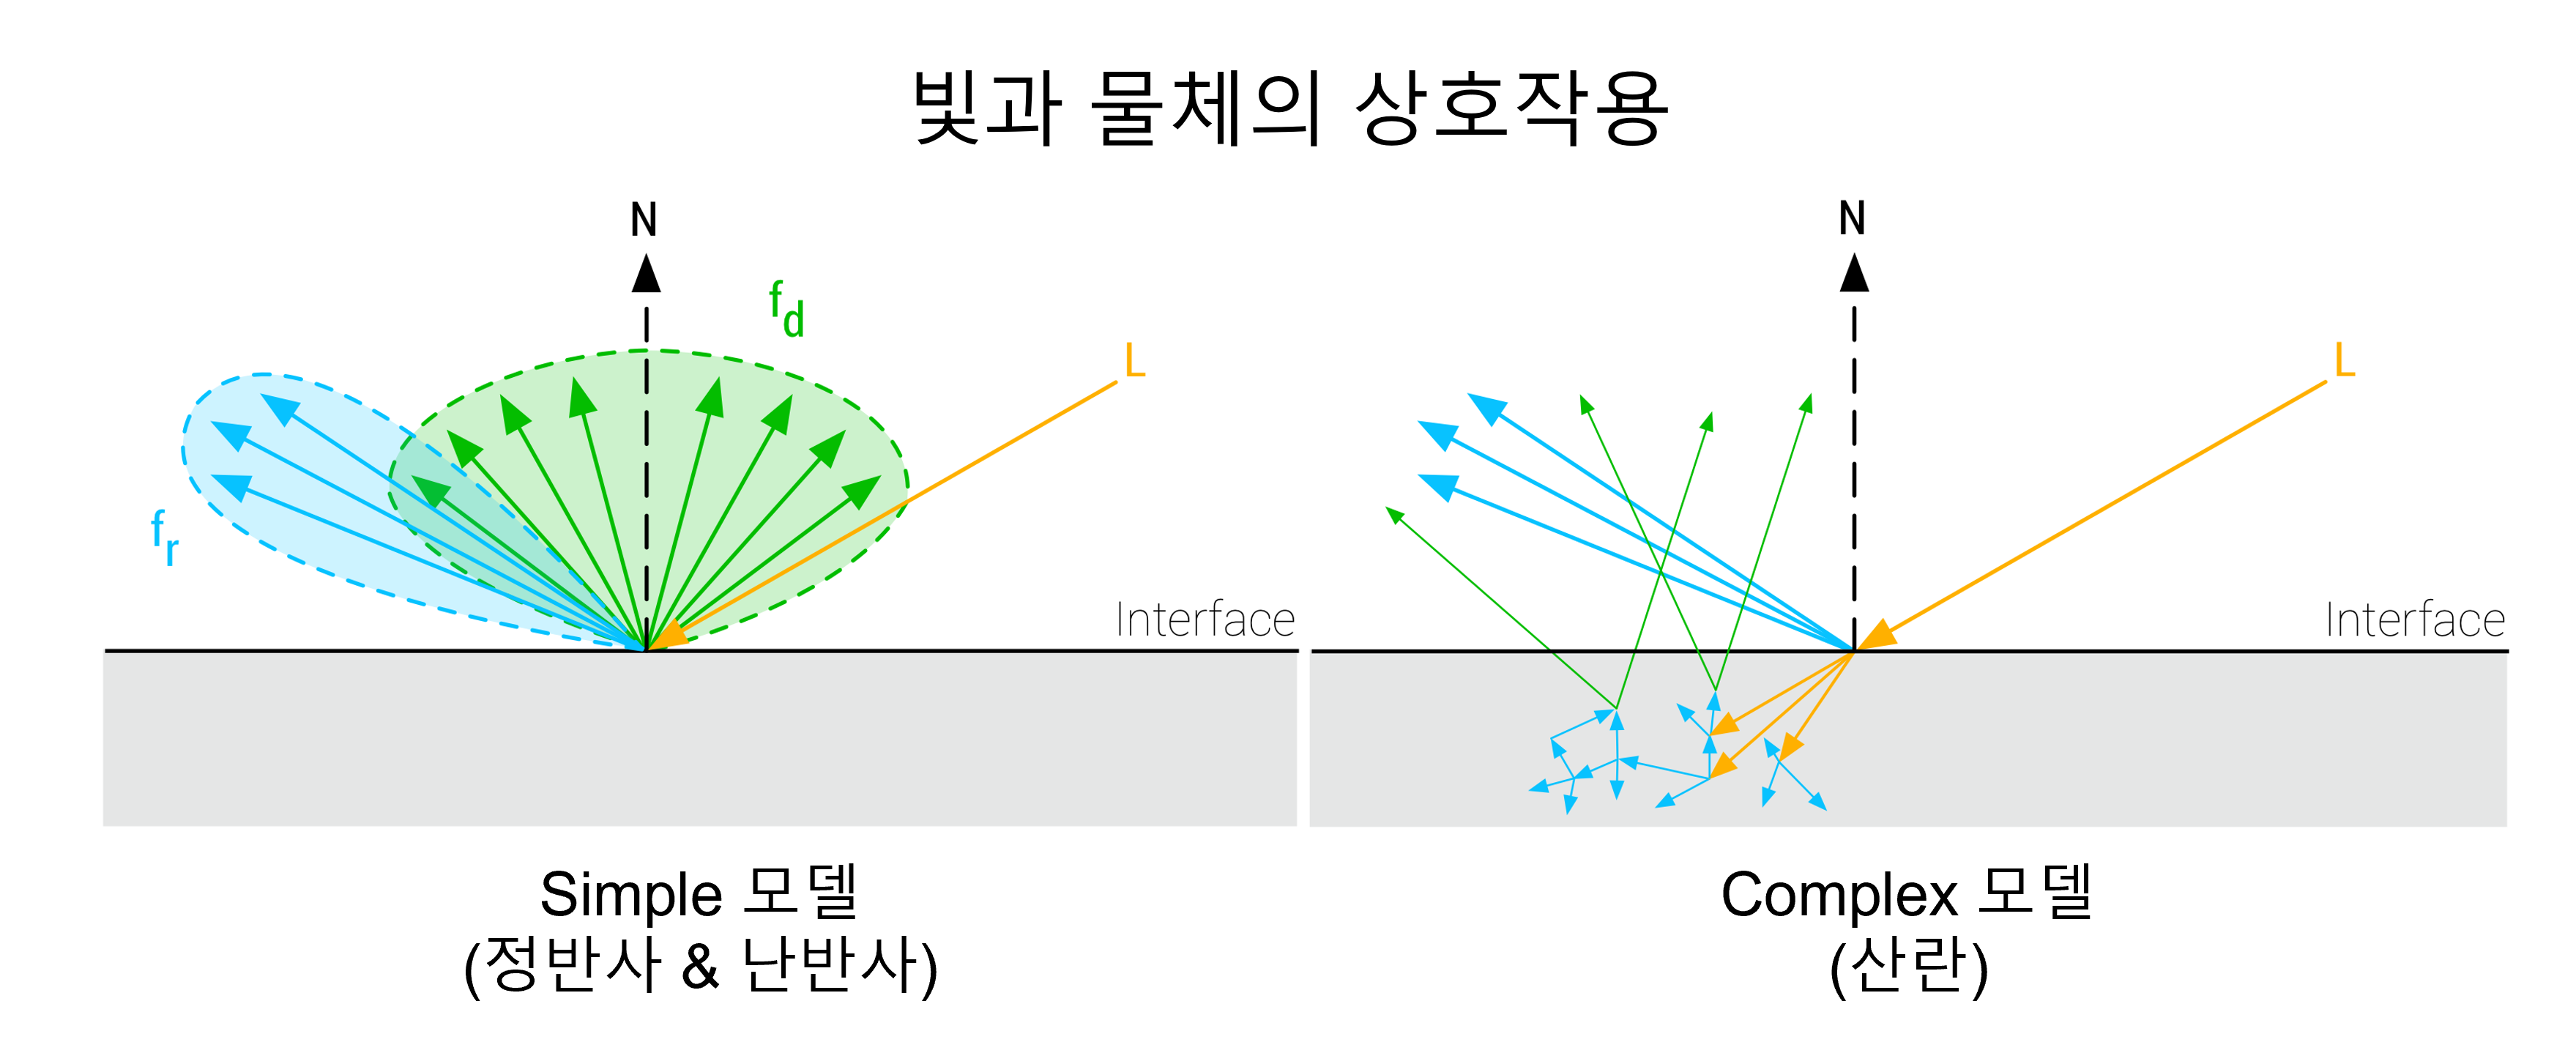 빛과 물체의 상호작용
N
f_d
L
f_r
Interface
Simple 모델
(정반사 & 난반사)
N
L
Interface
Complex 모델
(산란)